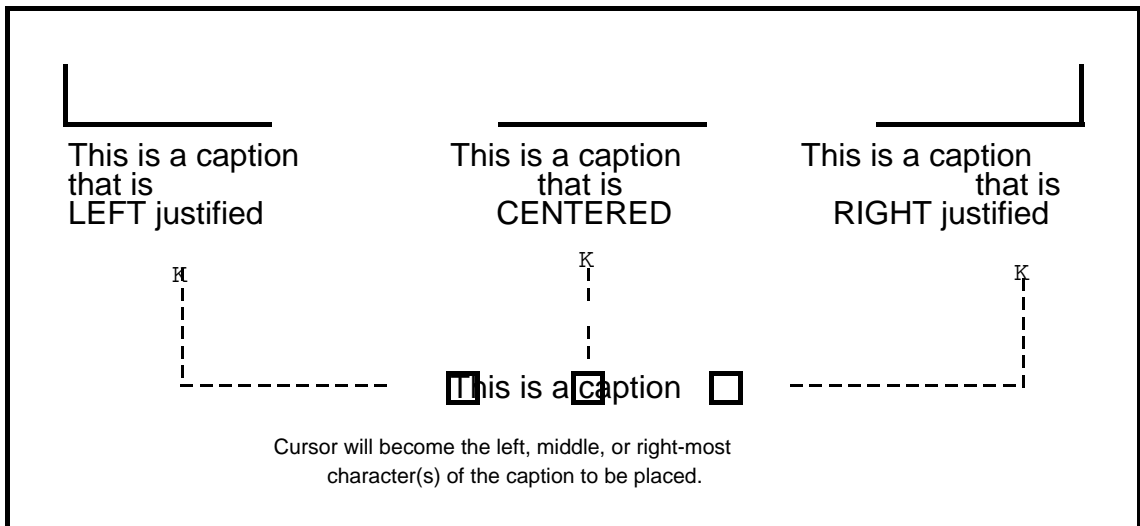 This is a caption
that is
LEFT justified
This is a caption
that is
CENTERED
This is a caption
that is
RIGHT justified
K
K
K
This is a caption
Cursor will become the left, middle, or right-most
character(s) of the caption to be placed.